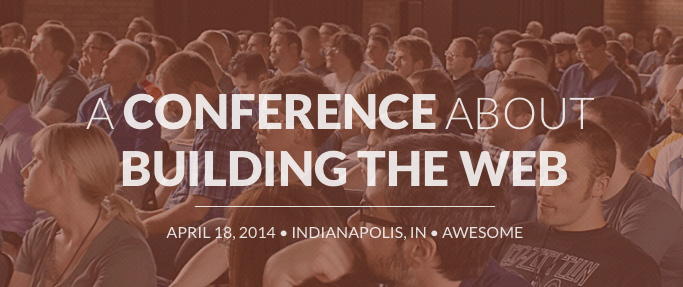 A CONFERENCE ABOUT
BUILDING THE WEB
APRIL 18, 2014 • INDIANAPOLIS, IN • AWESOME